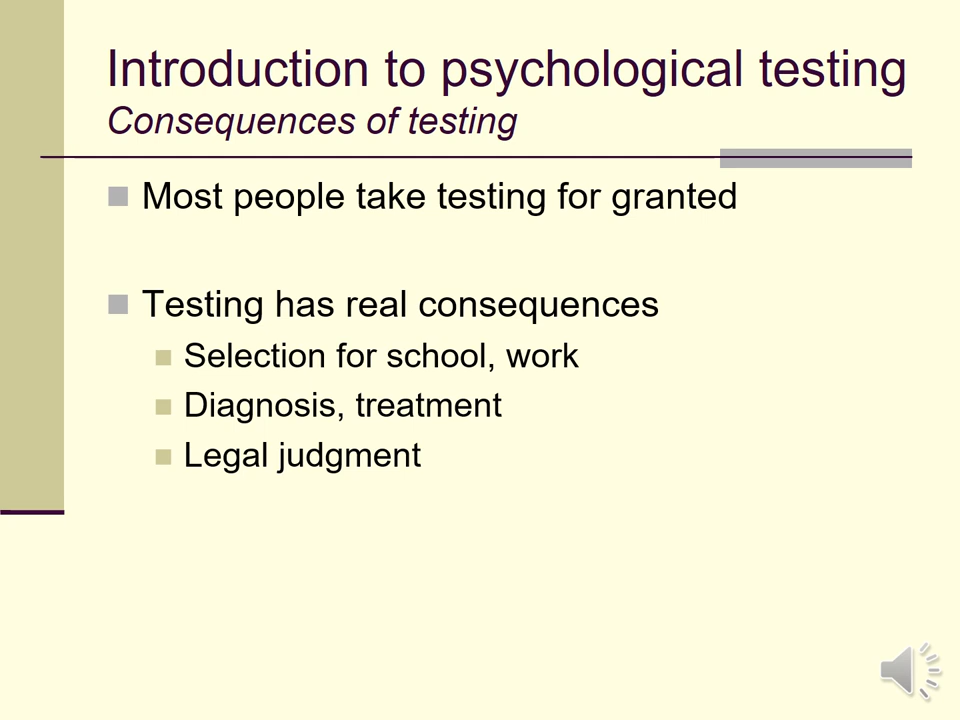 Introduction to psychological testing
Consequences of testing
Most people take testing for granted
Testing has real consequences
Selection for school, work
Diagnosis, treatment
Legal judgment